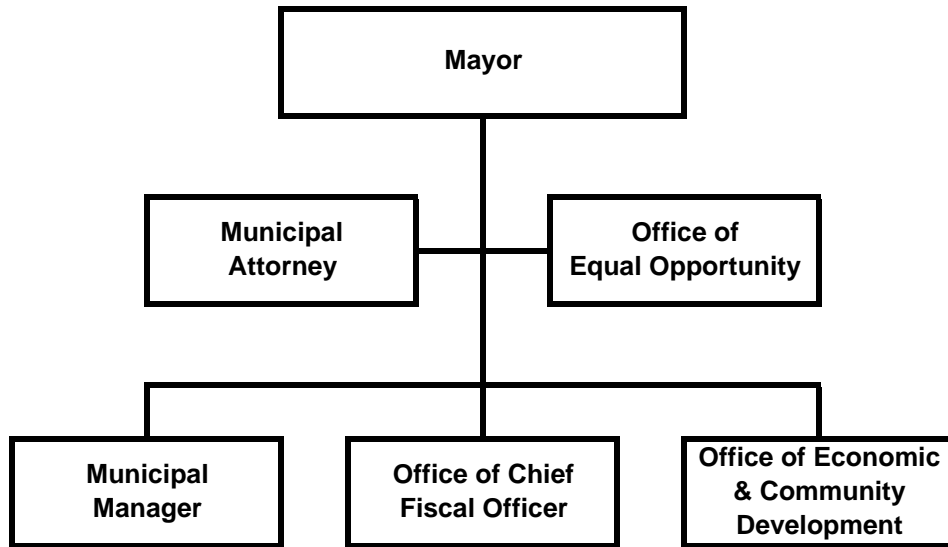 Mayor
Municipal
Attorney
Office of
Equal Opportunity
Municipal
Manager
Office of Chief
Fiscal Officer
Office of Economic
& Community
Development